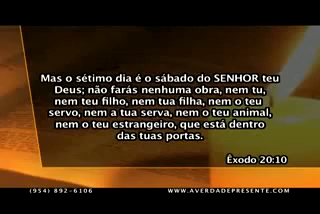 Mas o sétimo dia é o sábado do SENHOR teu
Deus; não farás nenhuma obra, nem tu,
nem teu filho, nem tua filha, nem o teu
servo, nem a tua serva, nem o teu animal,
nem o teu estrangeiro, que está dentro
das tuas portas.
Éxodo 20:10
(954) 892-6106
WWW.AVERDADEPRESENTE.COM